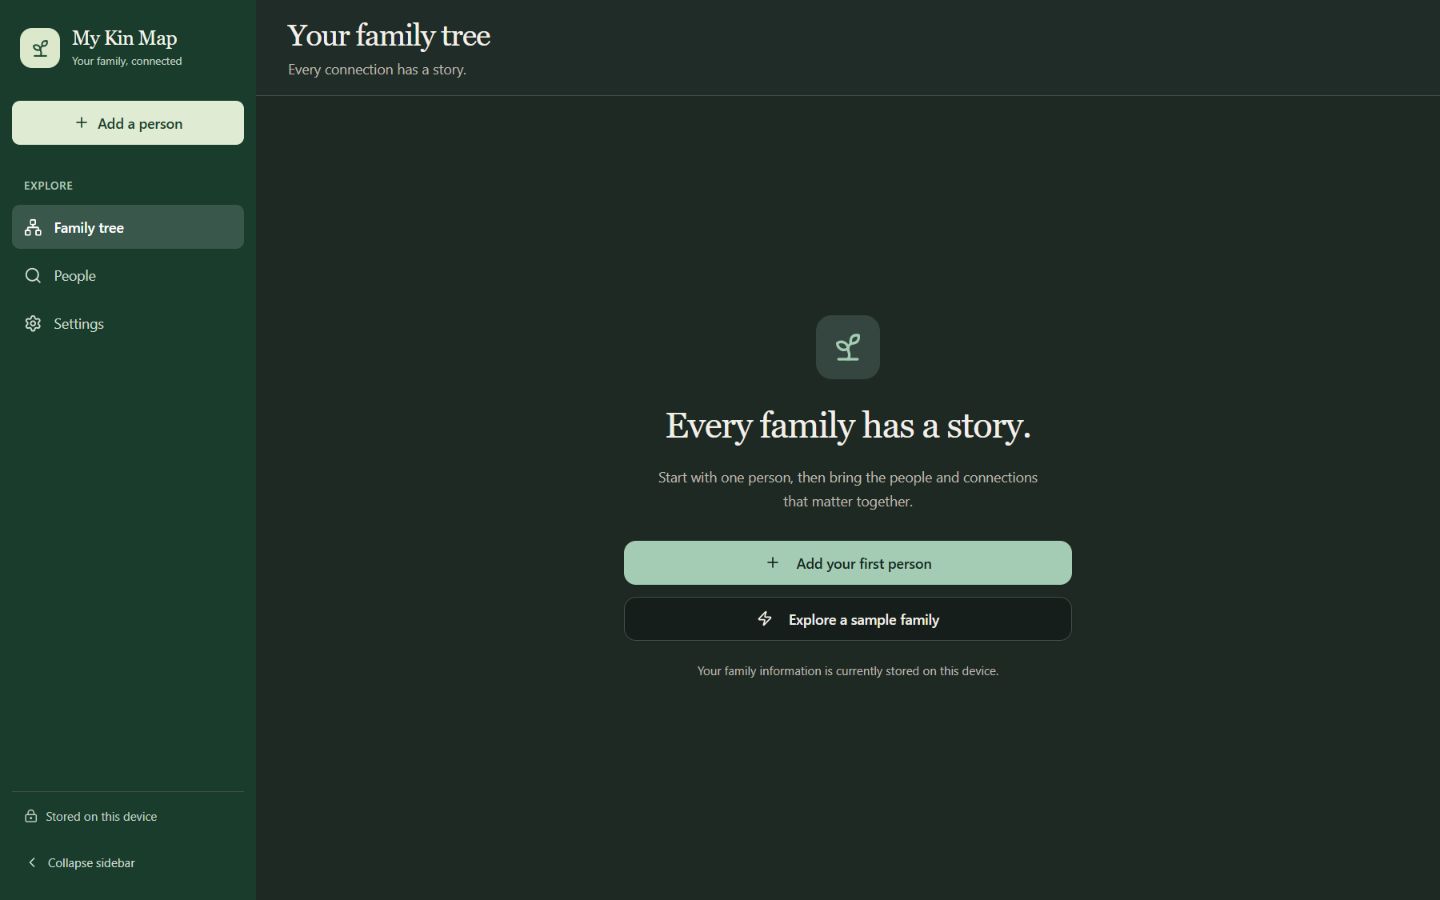 My Kin Map
Your family, connected
Add a person
EXPLORE
Family tree
People
Settings
Stored on this device
Collapse sidebar
Your family tree
Every connection has a story.
Every family has a story.
Start with one person, then bring the people and connections
that matter together.
Add your first person
Explore a sample family
Your family information is currently stored on this device.